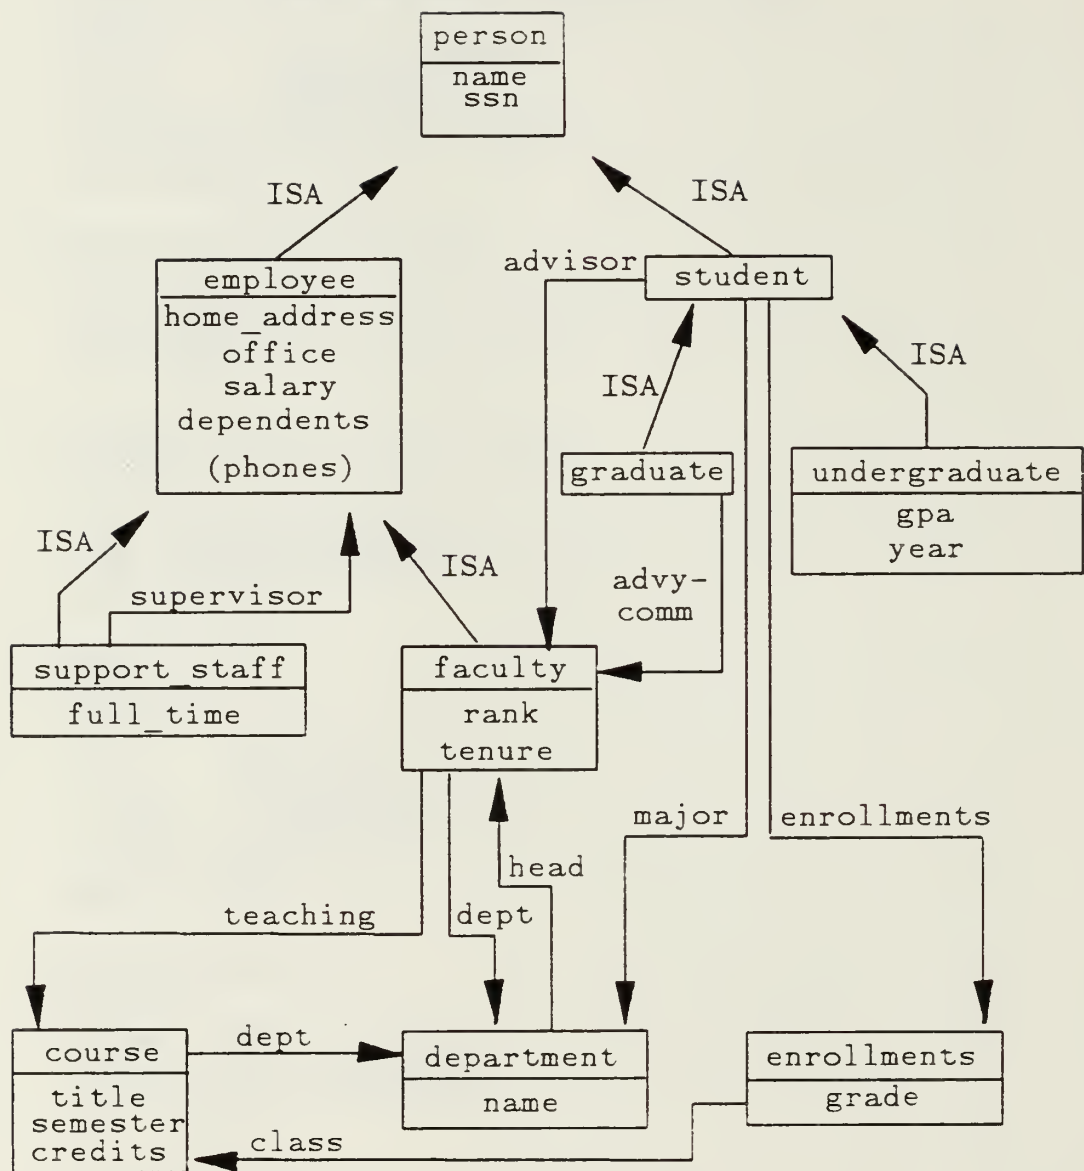 person
name
ssn
ISA
ISA
advisor
student
employee
home_address
office
salary
dependents
(phones)
ISA
ISA
graduate
undergraduate
gpa
year
ISA
ISA
supervisor
advy-
comm
support_staff
full_time
faculty
rank
tenure
major
enrollments
head
teaching
dept
course
title
semester
credits
dept
department
name
enrollments
grade
class